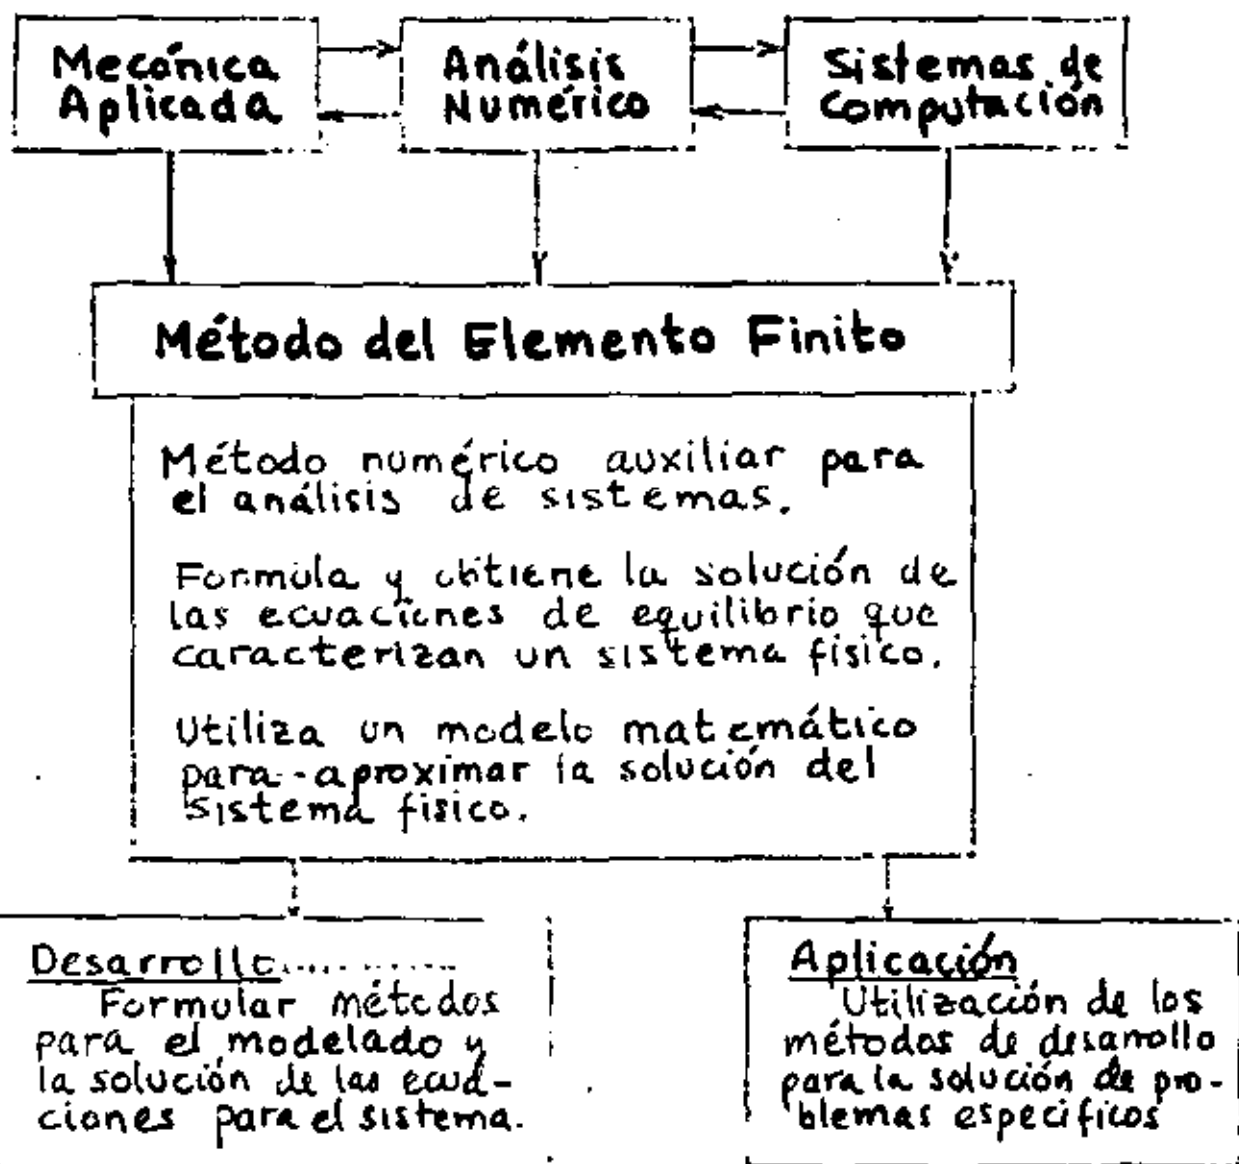 Mecánica
Aplicada
Análisis
Numérico
Sistemas de
Computación
Método del Elemento Finito
Método numérico auxiliar para
el análisis de sistemas.
Formula y obtiene la solución de
las ecuaciones de equilibrio que
caracterizan un sistema fisico.
Utiliza un modelo matemático
para aproximar la solución del
sistema fisico.
Desarrollo
Formular métodos
para el modelado y
la solución de las ecua-
ciones para el sistema.
Aplicación
Utilización de los
métodos de desarrollo
para la solución de pro-
blemas especificos